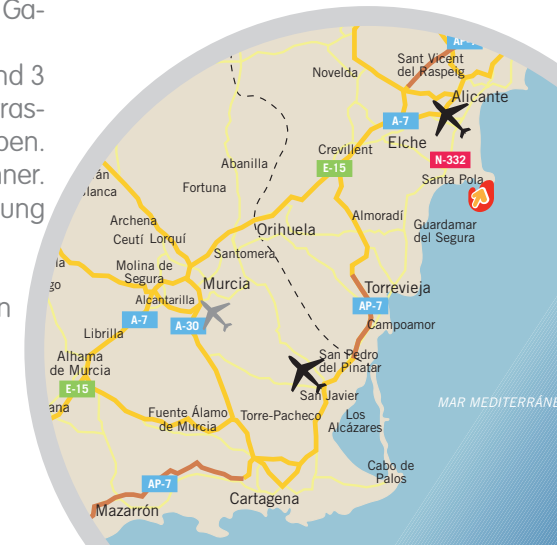 Ga-
nd 3
ras-
ben.
nner.
ung
n
AP-7
Sant Vicent
del Raspeig
Novelda
Alicante
A-7
Elche
Crevillent
N-332
Abanilla
E-15
Santa Pola
Fortuna
Almoradí
Archena
Guardamar
del Segura
Orihuela
Ceutí
Lorquí
Santomera
Molina de
Segura
Murcia
Torrevieja
Alcantarilla
AP-7
A-7
A-30
Campoamor
Librilla
San Pedro
del Pinatar
Alhama
de Murcia
E-15
San Javier
MAR MEDITERRÁNE
Fuente Álamo
de Murcia
Torre-Pacheco
Los
Alcázares
Cabo de
Palos
AP-7
Cartagena
Mazarrón